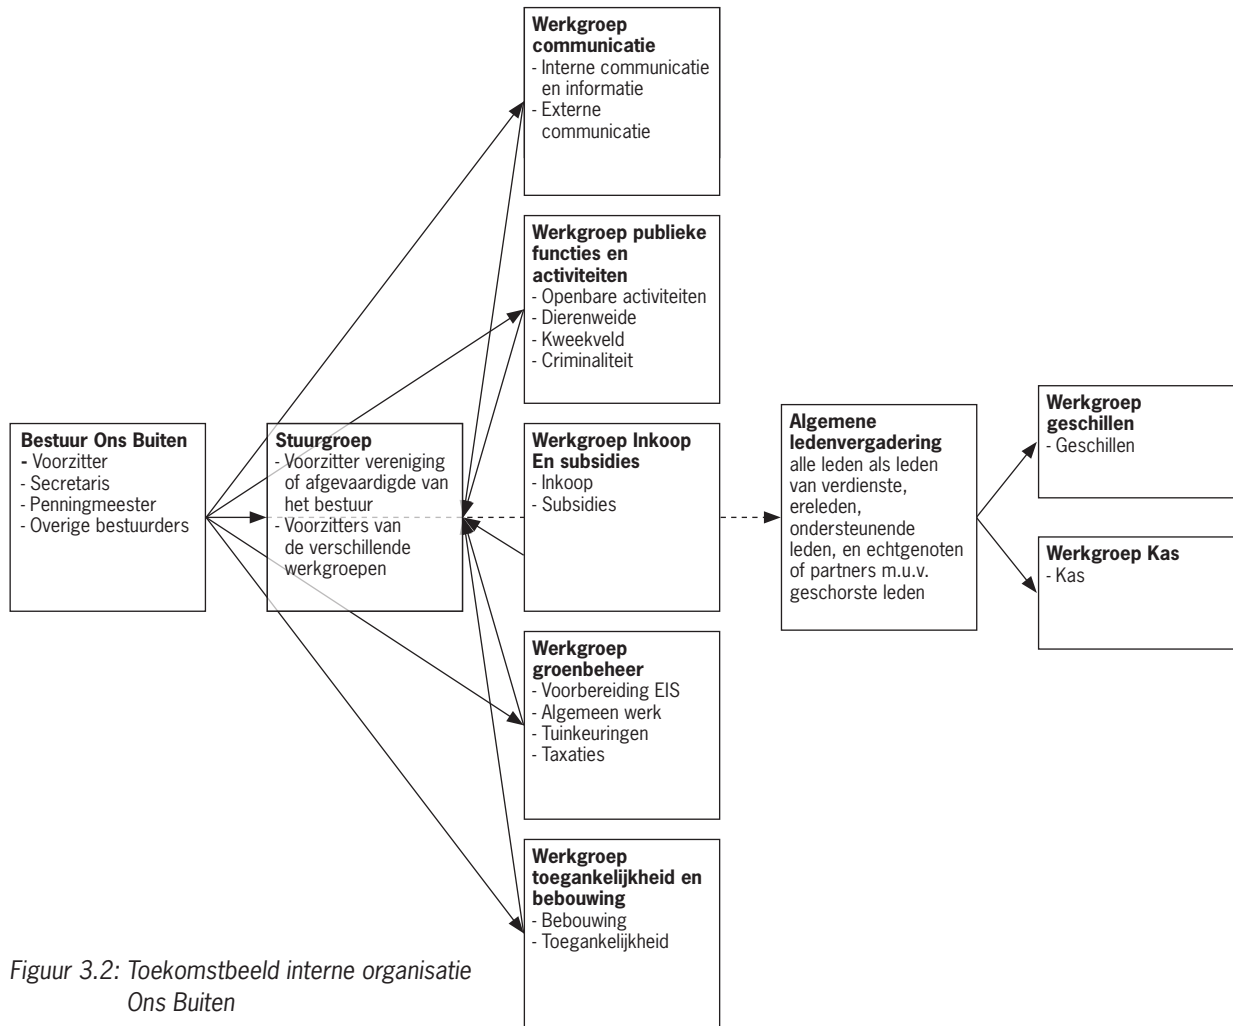 Werkgroep
communicatie
- Interne communicatie
en informatie
- Externe
communicatie
Werkgroep publieke
functies en
activiteiten
- Openbare activiteiten
- Dierenweide
- Kweekveld
- Criminaliteit
Bestuur Ons Buiten
- Voorzitter
- Secretaris
- Penningmeester
- Overige bestuurders
Stuurgroep
- Voorzitter vereniging
of afgevaardigde van
het bestuur
- Voorzitters van
de verschillende
werkgroepen
Werkgroep Inkoop
En subsidies
- Inkoop
- Subsidies
Algemene
ledenvergadering
alle leden als leden
van verdienste,
ereleden,
ondersteunende
leden, en echtgenoten
of partners m.u.v.
geschorste leden
Werkgroep
geschillen
- Geschillen
Werkgroep Kas
- Kas
Werkgroep
groenbeheer
- Voorbereiding EIS
- Algemeen werk
- Tuinkeuringen
- Taxaties
Werkgroep
toegankelijkheid en
bebouwing
- Bebouwing
- Toegankelijkheid
Figuur 3.2: Toekomstbeeld interne organisatie
Ons Buiten